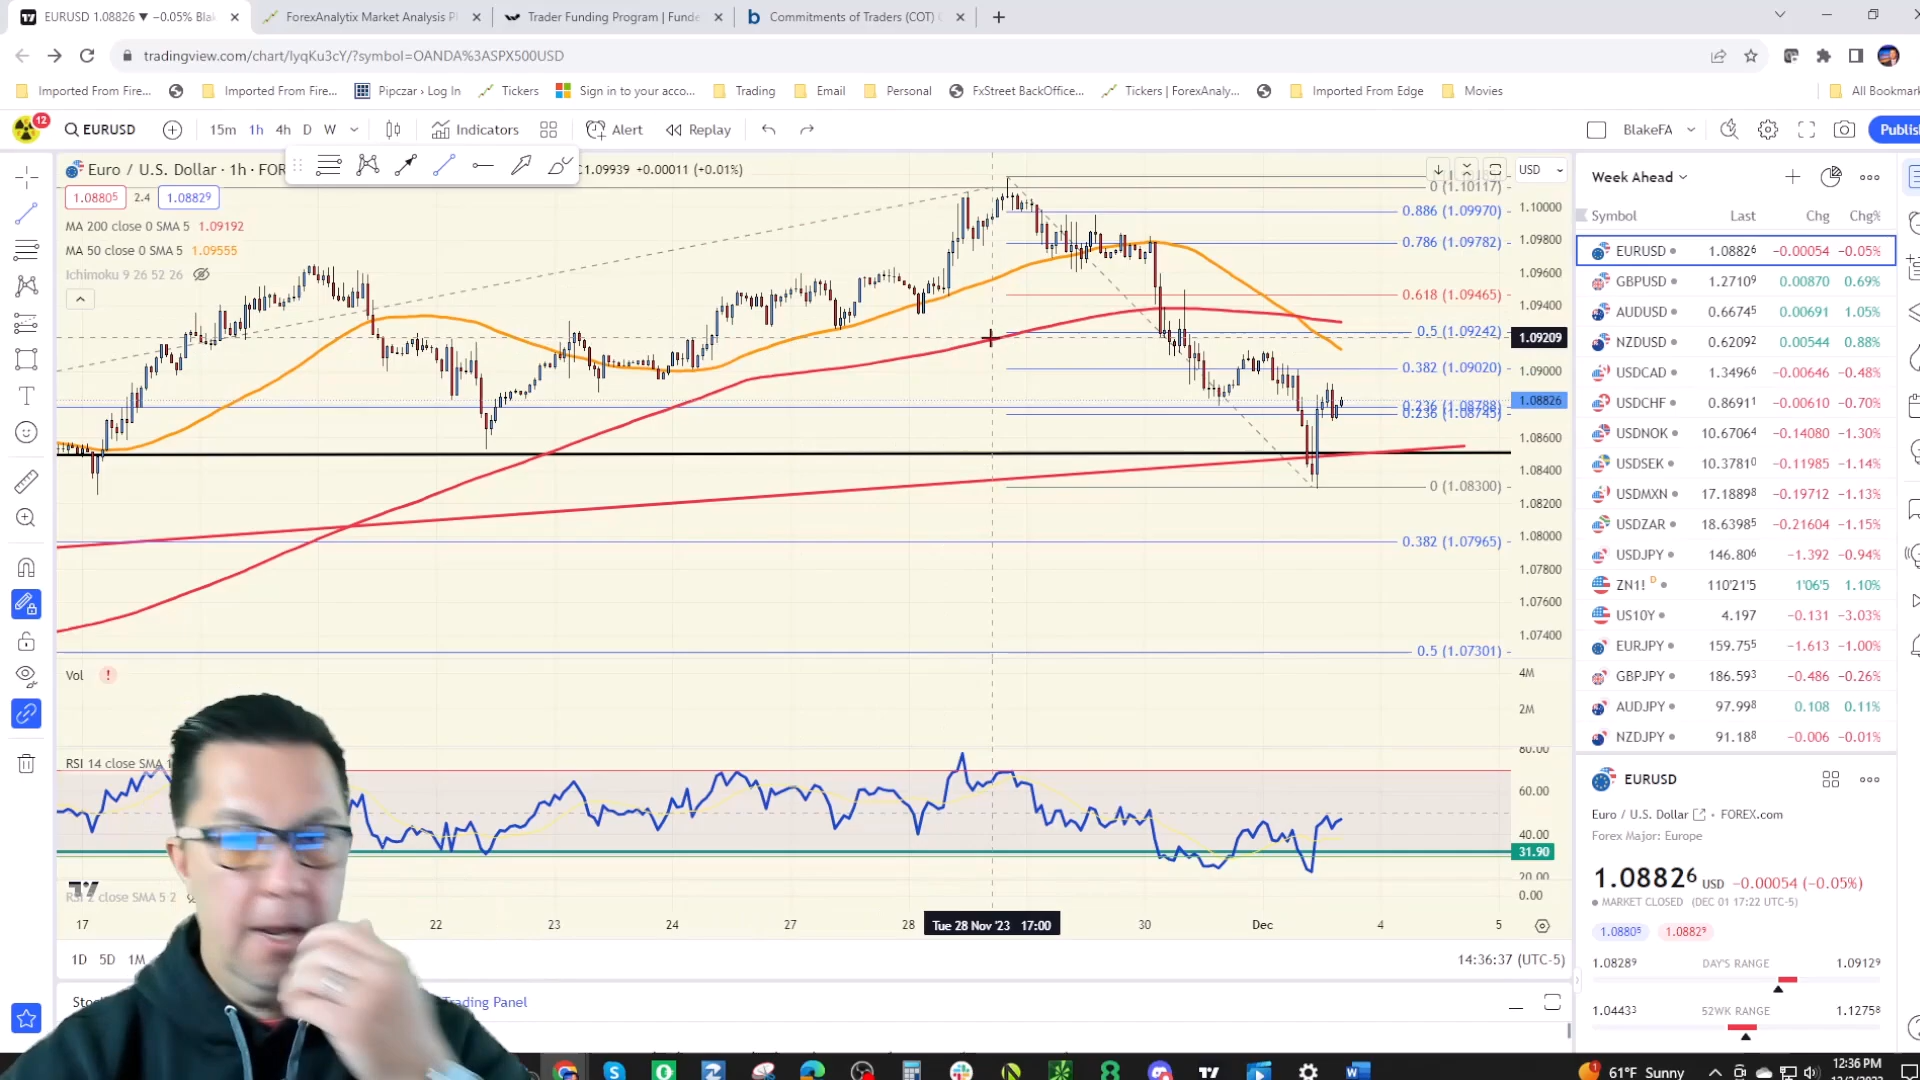 EURUSD 1.08826 ▼ −0.05% Blak
ForexAnalytix Market Analysis Pl
Trader Funding Program | Funde
Commitments of Traders (COT)
tradingview.com/chart/IyqKu3cY/?symbol=OANDA%3ASPX500USD
Imported From Fire...
Imported From Fire...
Pipczar › Log In
Tickers
Sign in to your acco...
Trading
Email
Personal
FxStreet BackOffice...
Tickers | ForexAnaly...
Imported From Edge
Movies
All Bookmark
12
EURUSD
15m 1h 4h D W
Indicators
Alert
Replay
BlakeFA
Publis
Euro / U.S. Dollar · 1h · FOR
1.09939 +0.00011 (+0.01%)
USD
1.08805 2.4 1.08829
MA 200 close 0 SMA 5 1.09192
MA 50 close 0 SMA 5 1.09555
Ichimoku 9 26 52 26
0 (1.10117)
0.886 (1.09970)
0.786 (1.09782)
0.618 (1.09465)
0.5 (1.09242)
0.382 (1.09020)
0.236 (1.08788)
0.236 (1.08745)
0 (1.08300)
0.382 (1.07965)
0.5 (1.07301)
1.10000
1.09800
1.09600
1.09400
1.09209
1.09000
1.08826
1.08600
1.08400
1.08200
1.08000
1.07800
1.07600
1.07400
Vol
4M
2M
RSI 14 close SMA 1
80.00
60.00
40.00
31.90
20.00
0.00
RSI 2 close SMA 5 2
17 22 23 24 27 28 Tue 28 Nov '23 17:00 30 Dec 4 5
1D 5D 1M
14:36:37 (UTC-5)
Trading Panel
Week Ahead
Symbol Last Chg Chg%
EURUSD 1.08826 −0.00054 −0.05%
GBPUSD 1.27109 0.00870 0.69%
AUDUSD 0.66745 0.00691 1.05%
NZDUSD 0.62092 0.00544 0.88%
USDCAD 1.34966 −0.00646 −0.48%
USDCHF 0.86911 −0.00610 −0.70%
USDNOK 10.67064 −0.14080 −1.30%
USDSEK 10.37810 −0.11985 −1.14%
USDMXN 17.18898 −0.19712 −1.13%
USDZAR 18.63985 −0.21604 −1.15%
USDJPY 146.806 −1.392 −0.94%
ZN1! D 110'21'5 1'06'5 1.10%
US10Y 4.197 −0.131 −3.03%
EURJPY 159.755 −1.613 −1.00%
GBPJPY 186.593 −0.486 −0.26%
AUDJPY 97.998 0.108 0.11%
NZDJPY 91.188 −0.006 −0.01%
EURUSD
Euro / U.S. Dollar · FOREX.com
Forex Major: Europe
1.08826 USD −0.00054 (−0.05%)
MARKET CLOSED (DEC 01 17:22 UTC-5)
1.08805 1.08829
1.08289 DAY'S RANGE 1.09129
1.04433 52WK RANGE 1.12758
61°F Sunny
12:36 PM